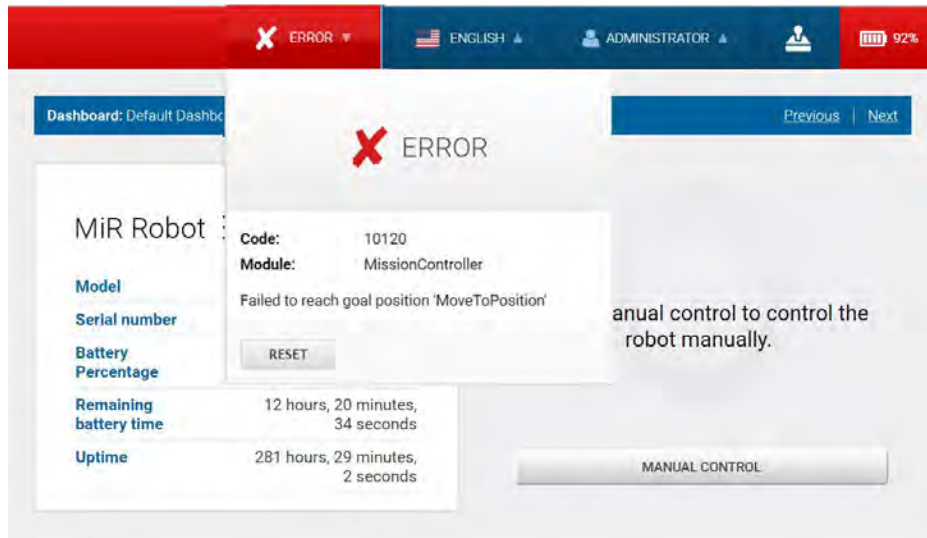 ERROR
ENGLISH
ADMINISTRATOR
92%
Dashboard: Default Dashbo
Previous | Next
ERROR
MiR Robot
Code: 10120
Module: MissionController
Failed to reach goal position 'MoveToPosition'
RESET
Model
Serial number
Battery
Percentage
Remaining
battery time
12 hours, 20 minutes,
34 seconds
Uptime
281 hours, 29 minutes,
2 seconds
anual control to control the
robot manually.
MANUAL CONTROL